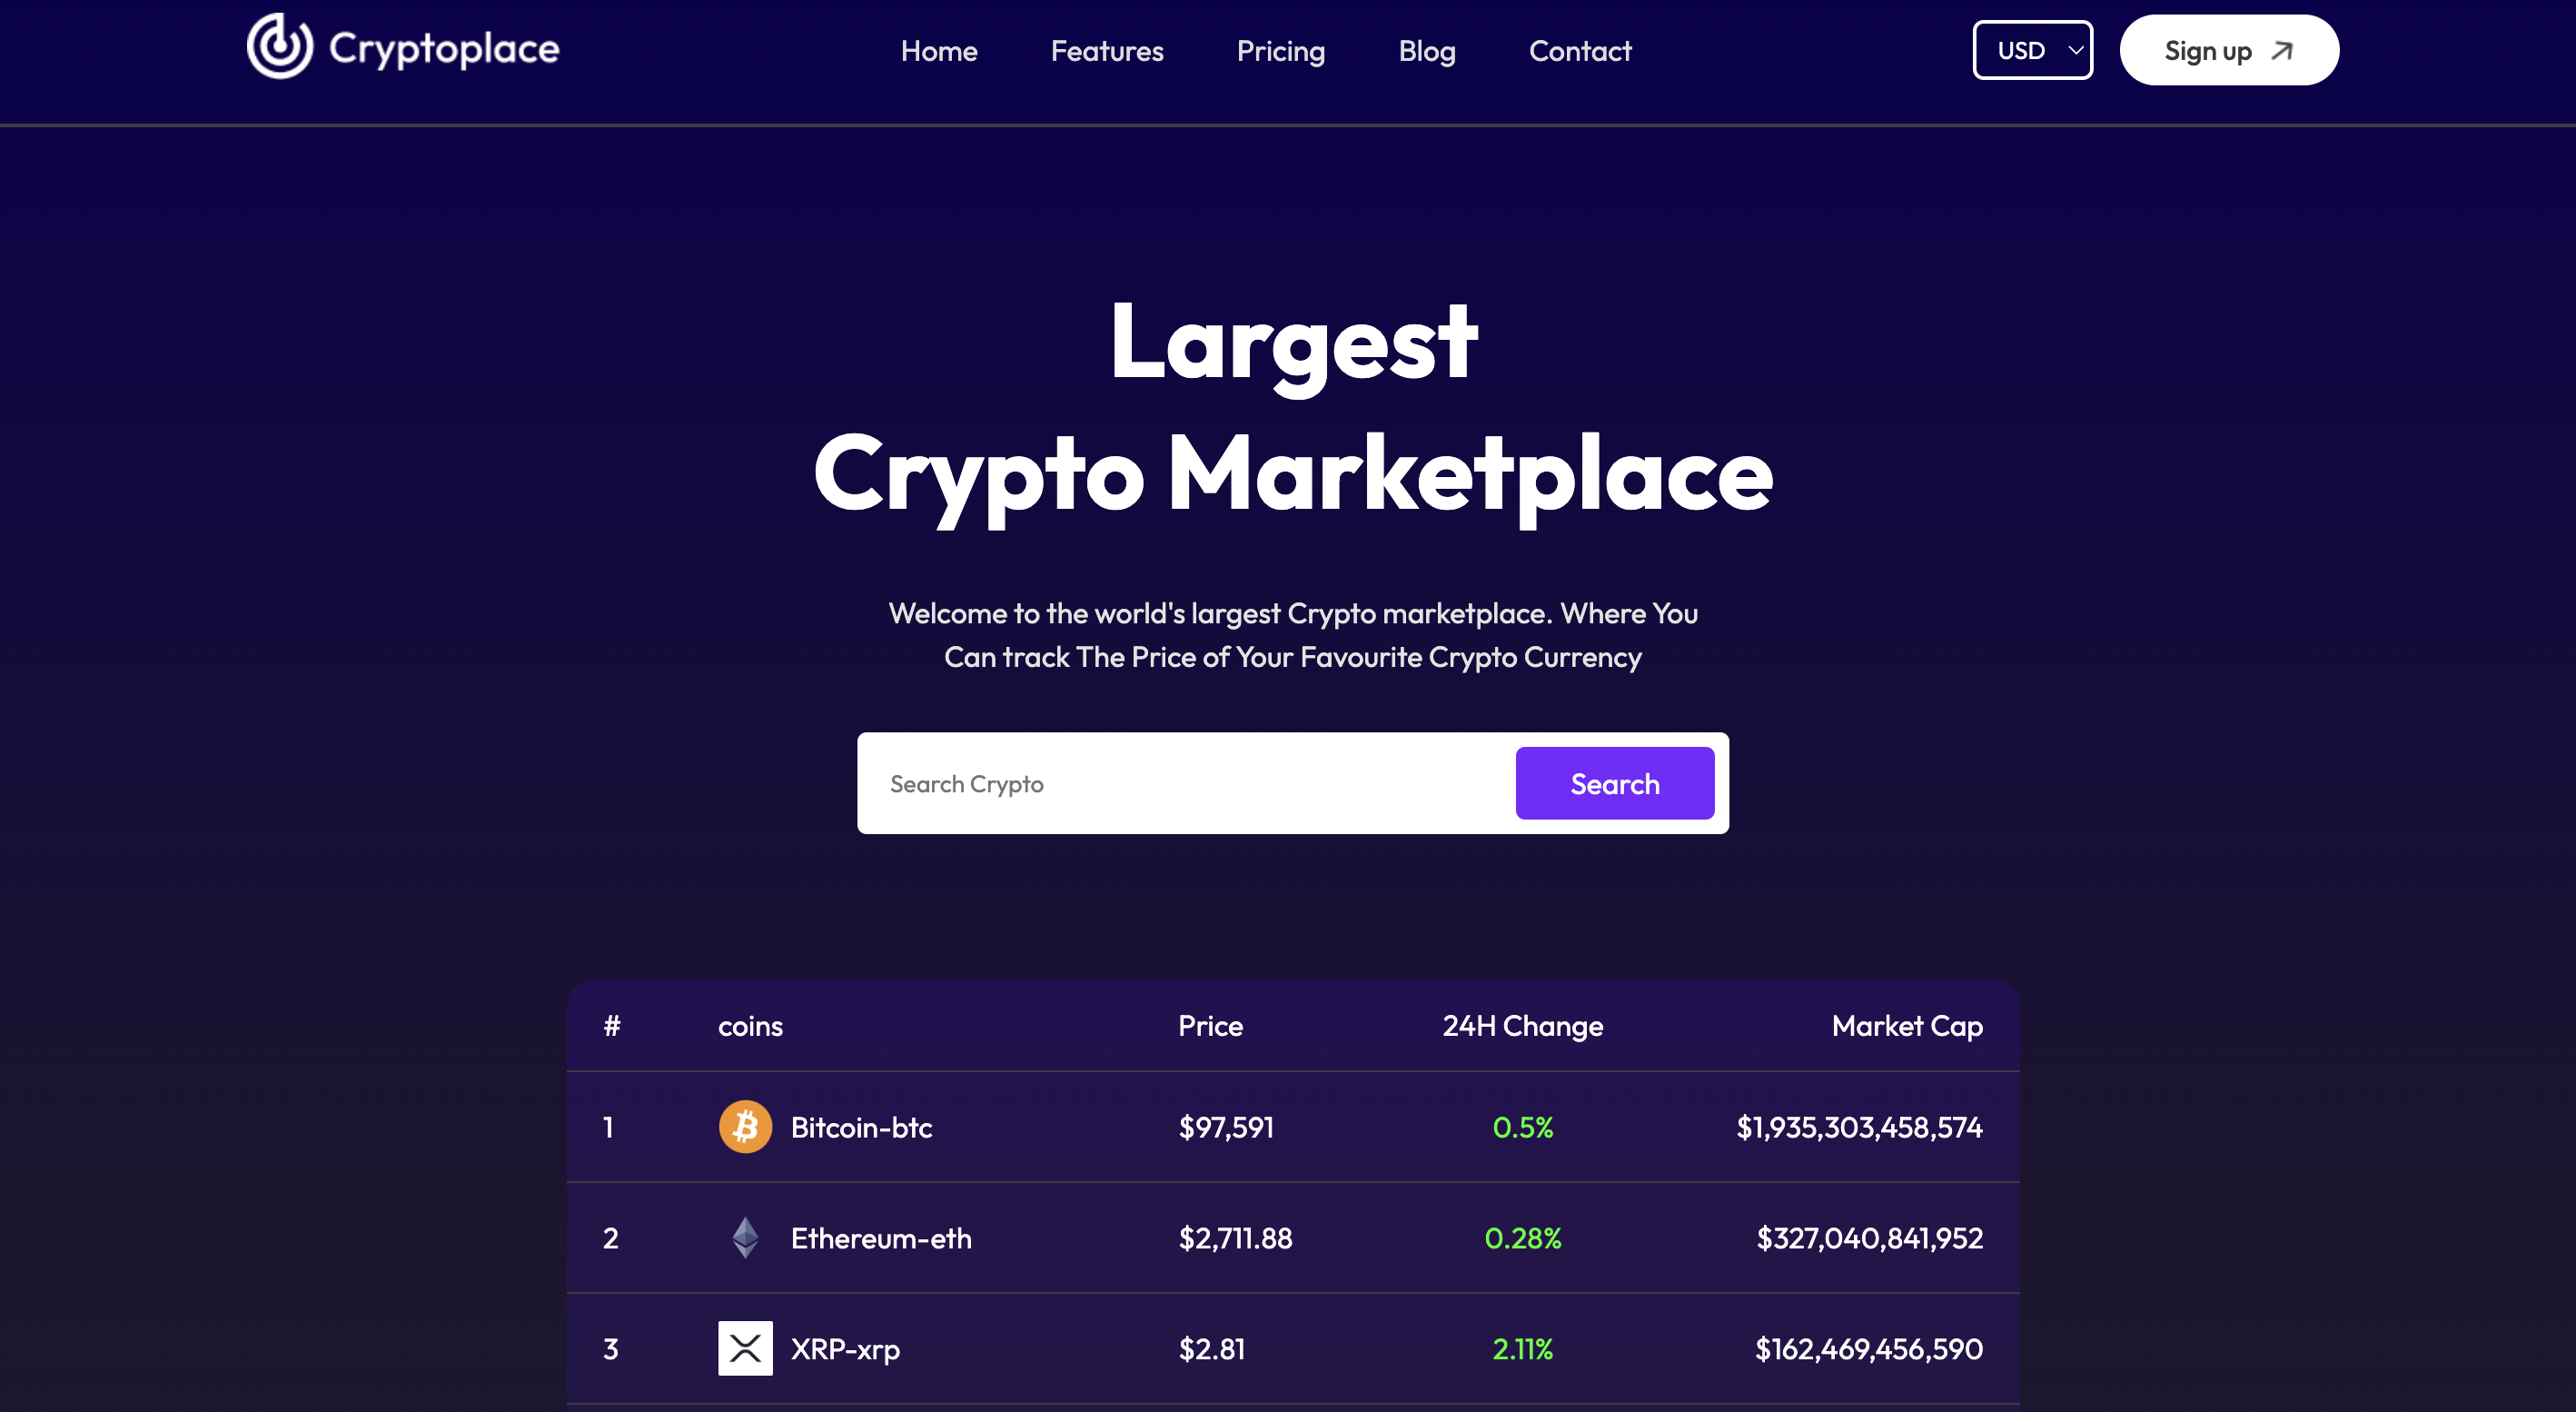 Cryptoplace Home Features Pricing Blog Contact USD Sign up
Largest
Crypto Marketplace
Welcome to the world's largest Crypto marketplace. Where You
Can track The Price of Your Favourite Crypto Currency
Search Crypto Search
# coins Price 24H Change Market Cap
1 Bitcoin-btc $97,591 0.5% $1,935,303,458,574
2 Ethereum-eth $2,711.88 0.28% $327,040,841,952
3 XRP-xrp $2.81 2.11% $162,469,456,590